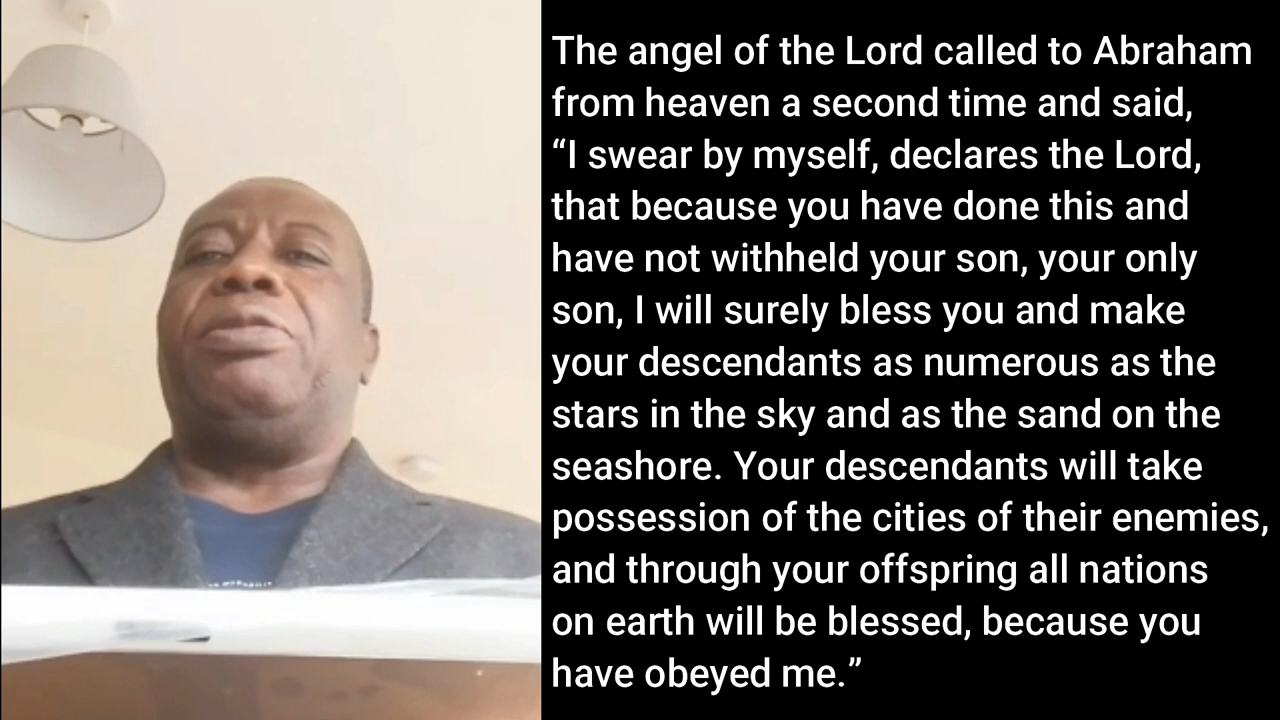 The angel of the Lord called to Abraham
from heaven a second time and said,
“I swear by myself, declares the Lord,
that because you have done this and
have not withheld your son, your only
son, I will surely bless you and make
your descendants as numerous as the
stars in the sky and as the sand on the
seashore. Your descendants will take
possession of the cities of their enemies,
and through your offspring all nations
on earth will be blessed, because you
have obeyed me.”